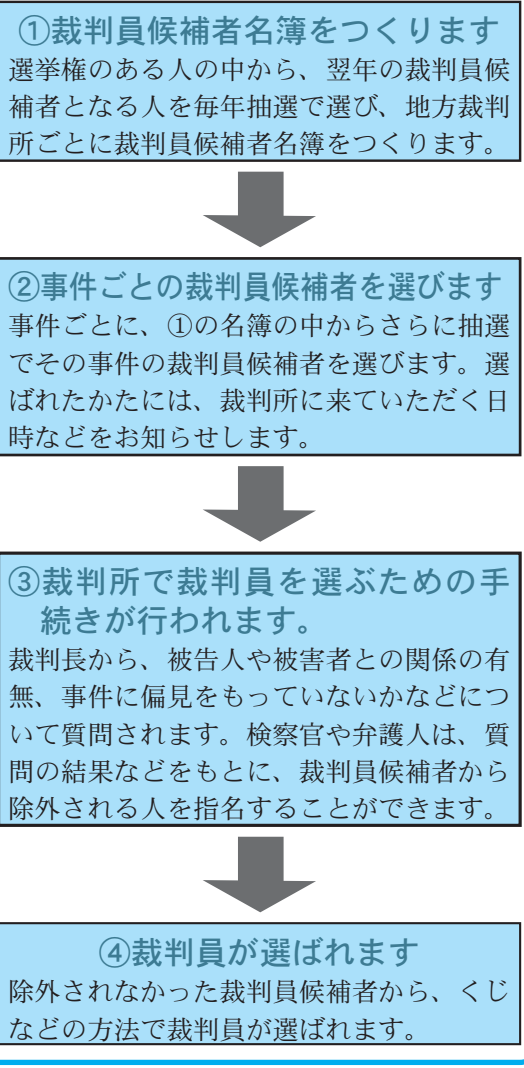 ①裁判員候補者名簿をつくります
選挙権のある人の中から、翌年の裁判員候
補者となる人を毎年抽選で選び、地方裁判
所ごとに裁判員候補者名簿をつくります。
②事件ごとの裁判員候補者を選びます
事件ごとに、①の名簿の中からさらに抽選
でその事件の裁判員候補者を選びます。選
ばれたかたには、裁判所に来ていただく日
時などをお知らせします。
③裁判所で裁判員を選ぶための手
続きが行われます。
裁判長から、被告人や被害者との関係の有
無、事件に偏見をもっていないかなどにつ
いて質問されます。検察官や弁護人は、質
問の結果などをもとに、裁判員候補者から
除外される人を指名することができます。
④裁判員が選ばれます
除外されなかった裁判員候補者から、くじ
などの方法で裁判員が選ばれます。